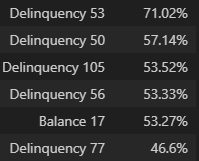 Delinquency 53 71.02%
Delinquency 50 57.14%
Delinquency 105 53.52%
Delinquency 56 53.33%
Balance 17 53.27%
Delinquency 77 46.6%